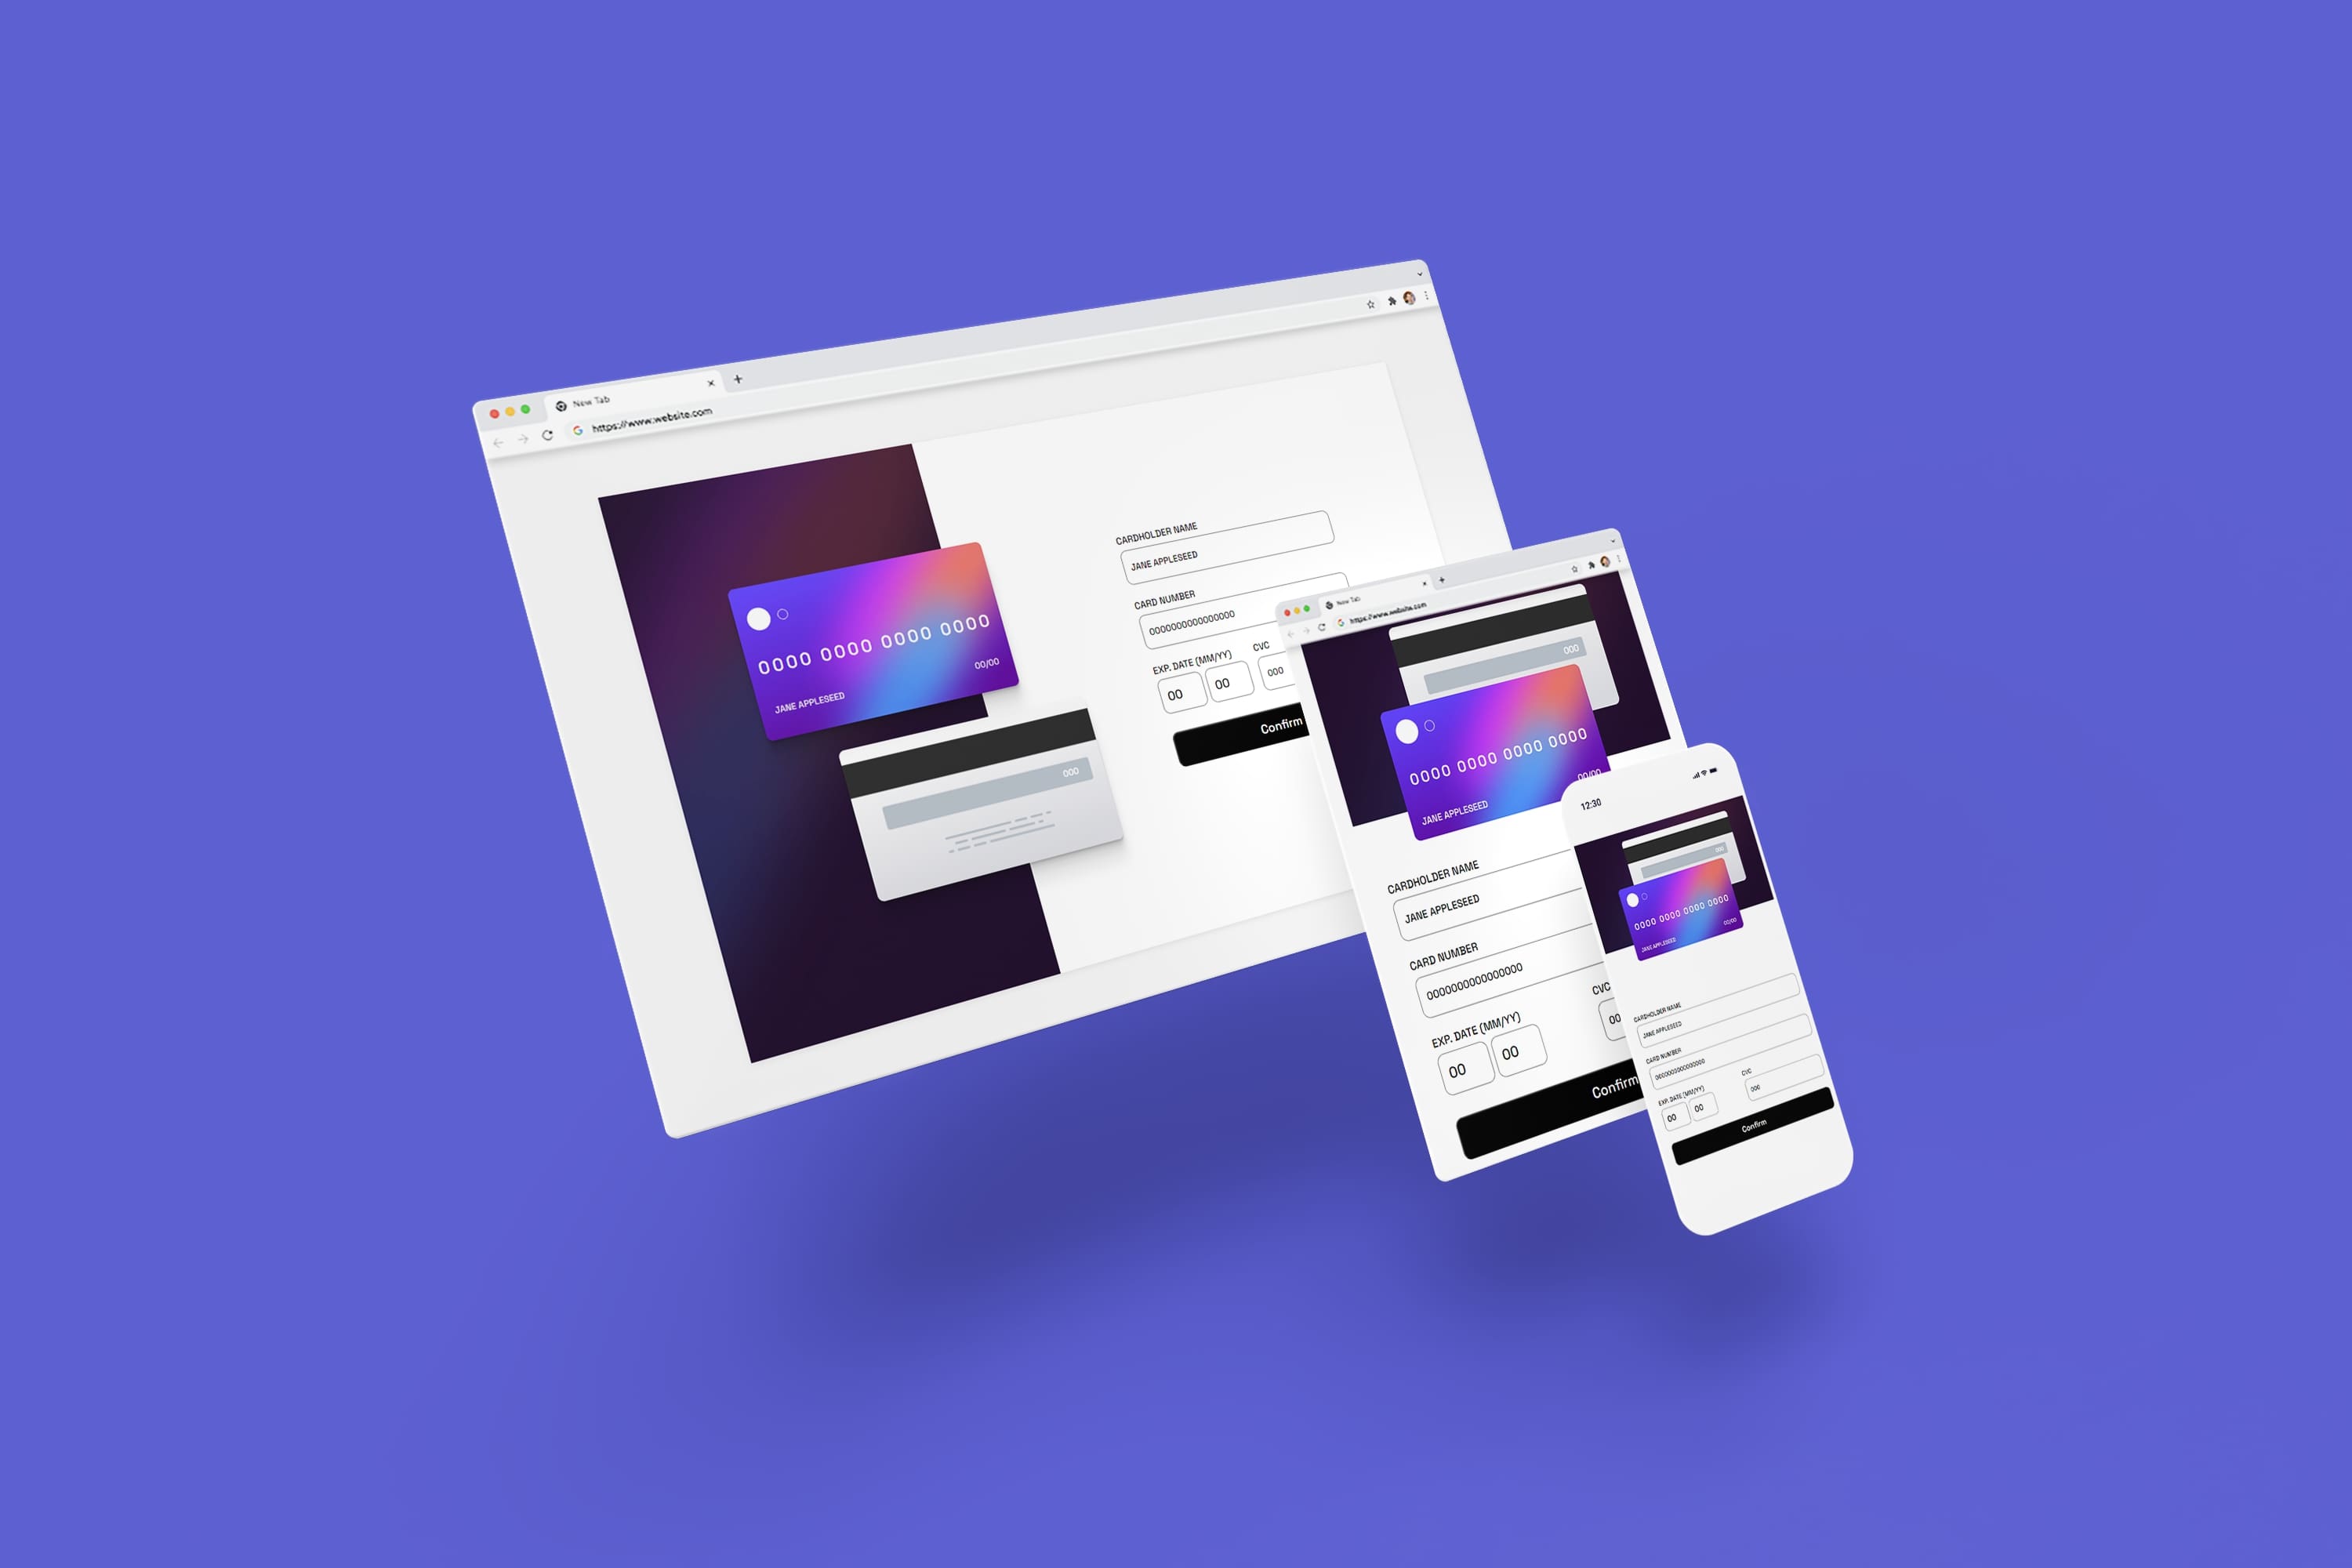 New Tab
https://www.website.com
0000 0000 0000 0000
00/00
JANE APPLESEED
000
CARDHOLDER NAME
JANE APPLESEED
CARD NUMBER
0000000000000000
EXP. DATE (MM/YY) CVC
00 00 000
Confirm
New Tab
https://www.website.com
000
0000 0000 0000 0000
00/00
JANE APPLESEED
CARDHOLDER NAME
JANE APPLESEED
CARD NUMBER
0000000000000000
EXP. DATE (MM/YY) CVC
00 00 00
Confirm
12:30
000
0000 0000 0000 0000
00/00
JANE APPLESEED
CARDHOLDER NAME
JANE APPLESEED
CARD NUMBER
0000000000000000
EXP. DATE (MM/YY) CVC
00 00 000
Confirm